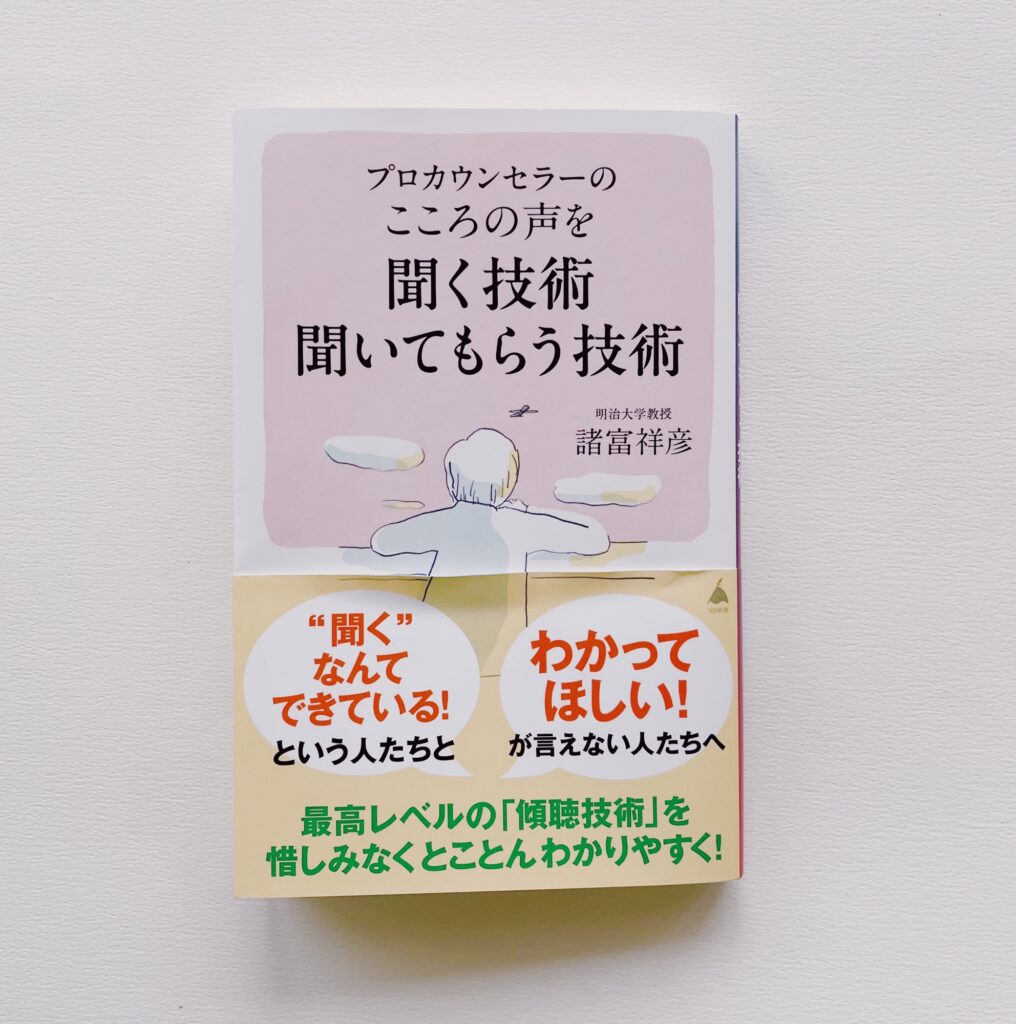 プロカウンセラーの
こころの声を
聞く技術
聞いてもらう技術
明治大学教授
諸富祥彦
SB新書
“聞く”
なんて
できている!
という人たちと
わかって
ほしい!
が言えない人たちへ
最高レベルの「傾聴技術」を
惜しみなくとことんわかりやすく!